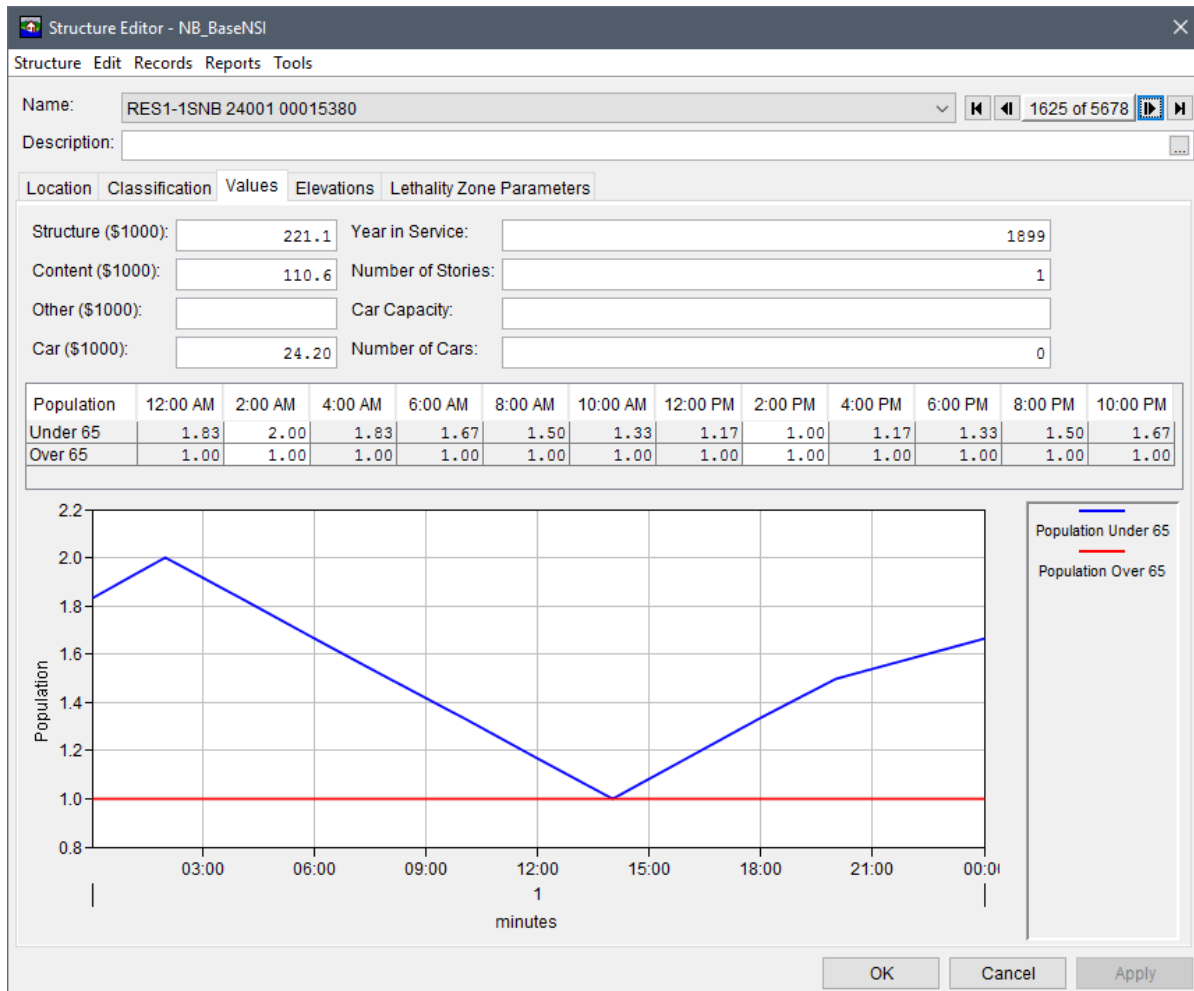 Structure Editor - NB_BaseNSI
Structure Edit Records Reports Tools
Name: RES1-1SNB 24001 00015380 1625 of 5678
Description: ...
Location Classification Values Elevations Lethality Zone Parameters
Structure ($1000): 221.1 Year in Service: 1899
Content ($1000): 110.6 Number of Stories: 1
Other ($1000): Car Capacity:
Car ($1000): 24.20 Number of Cars: 0
Population 12:00 AM 2:00 AM 4:00 AM 6:00 AM 8:00 AM 10:00 AM 12:00 PM 2:00 PM 4:00 PM 6:00 PM 8:00 PM 10:00 PM
Under 65 1.83 2.00 1.83 1.67 1.50 1.33 1.17 1.00 1.17 1.33 1.50 1.67
Over 65 1.00 1.00 1.00 1.00 1.00 1.00 1.00 1.00 1.00 1.00 1.00 1.00
2.2
2.0
1.8
1.6
1.4
1.2
1.0
0.8
Population
03:00 06:00 09:00 12:00 15:00 18:00 21:00 00:0
1
minutes
Population Under 65
Population Over 65
OK Cancel Apply